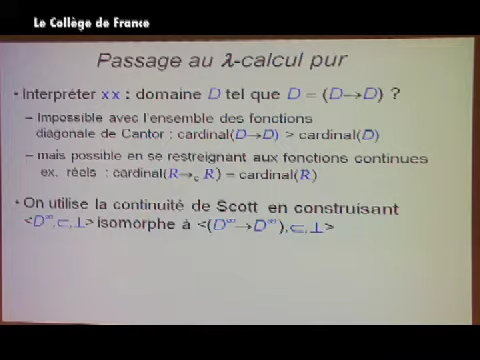 Le Collège de France
Passage au λ-calcul pur
• Interpréter xx : domaine D tel que D = (D→D) ?
– Impossible avec l'ensemble des fonctions
diagonale de Cantor : cardinal(D→D) > cardinal(D)
– mais possible en se restreignant aux fonctions continues
ex. réels : cardinal(R→c R) = cardinal(R)
• On utilise la continuité de Scott en construisant
<D∞,⊂,⊥> isomorphe à <(D∞→D∞),⊂,⊥>